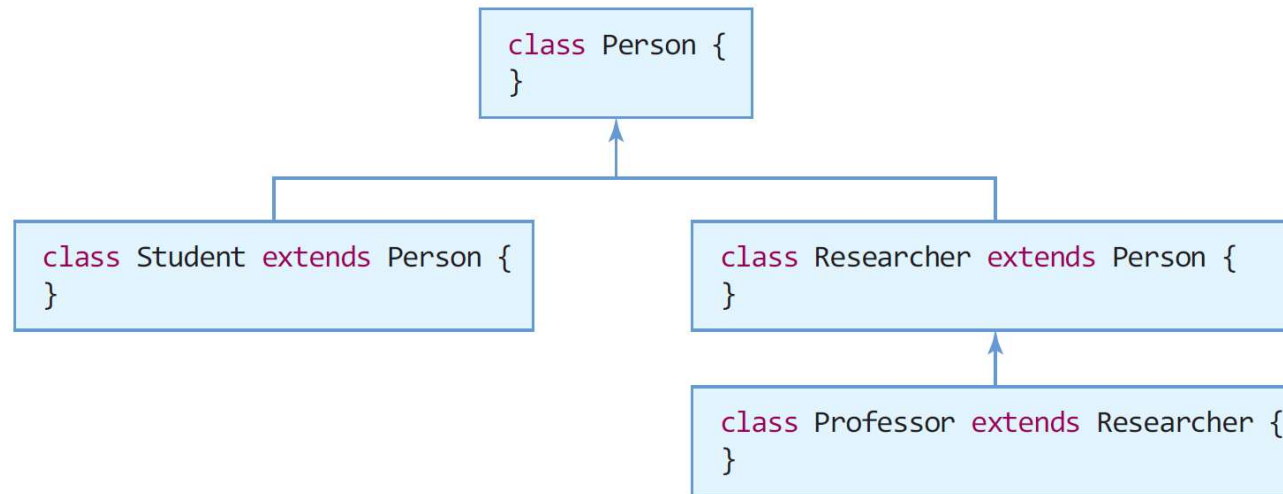 class Person {
}
class Student extends Person {
}
class Researcher extends Person {
}
class Professor extends Researcher {
}